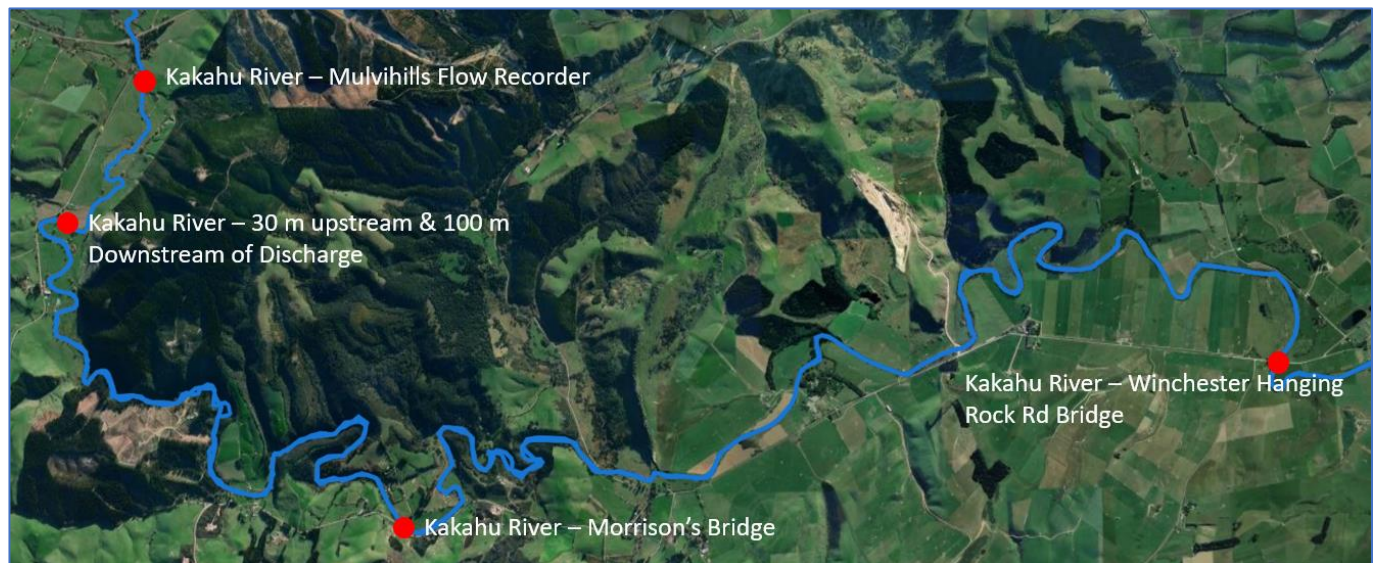 Kakahu River – Mulvihills Flow Recorder
Kakahu River – 30 m upstream & 100 m
Downstream of Discharge
Kakahu River – Winchester Hanging
Rock Rd Bridge
Kakahu River – Morrison's Bridge